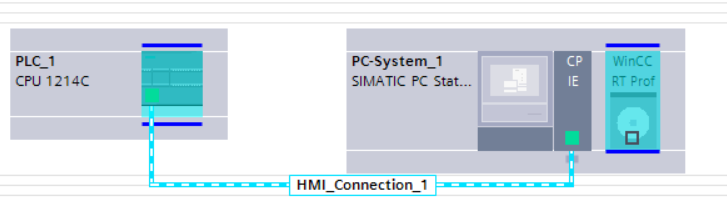 PLC_1
CPU 1214C
PC-System_1
SIMATIC PC Stat...
CP
IE
WinCC
RT Prof
HMI_Connection_1